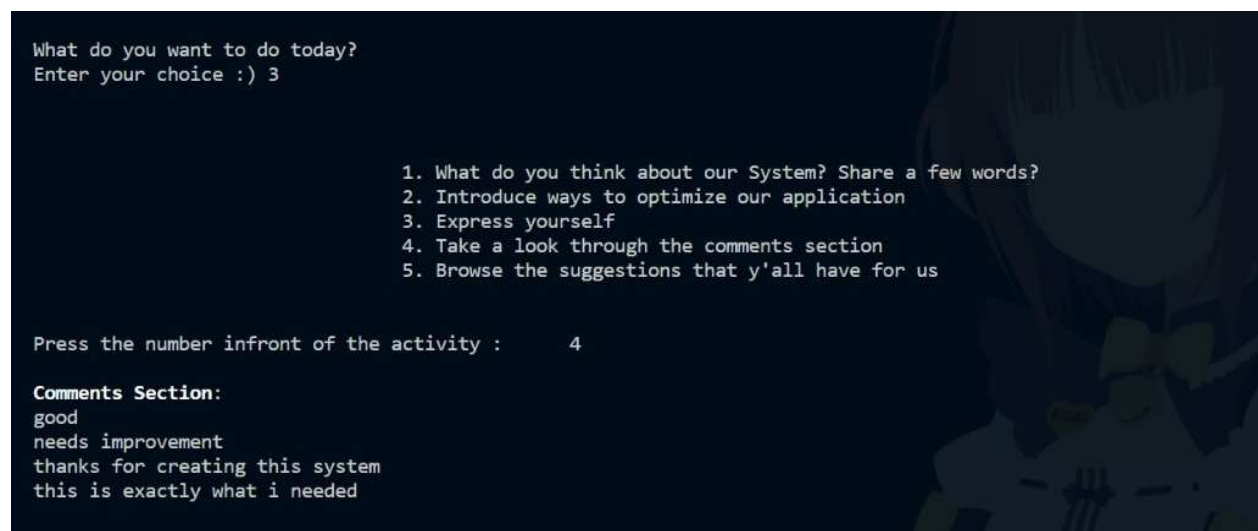 What do you want to do today?
Enter your choice :) 3
1. What do you think about our System? Share a few words?
2. Introduce ways to optimize our application
3. Express yourself
4. Take a look through the comments section
5. Browse the suggestions that y'all have for us
Press the number infront of the activity : 4
Comments Section:
good
needs improvement
thanks for creating this system
this is exactly what i needed